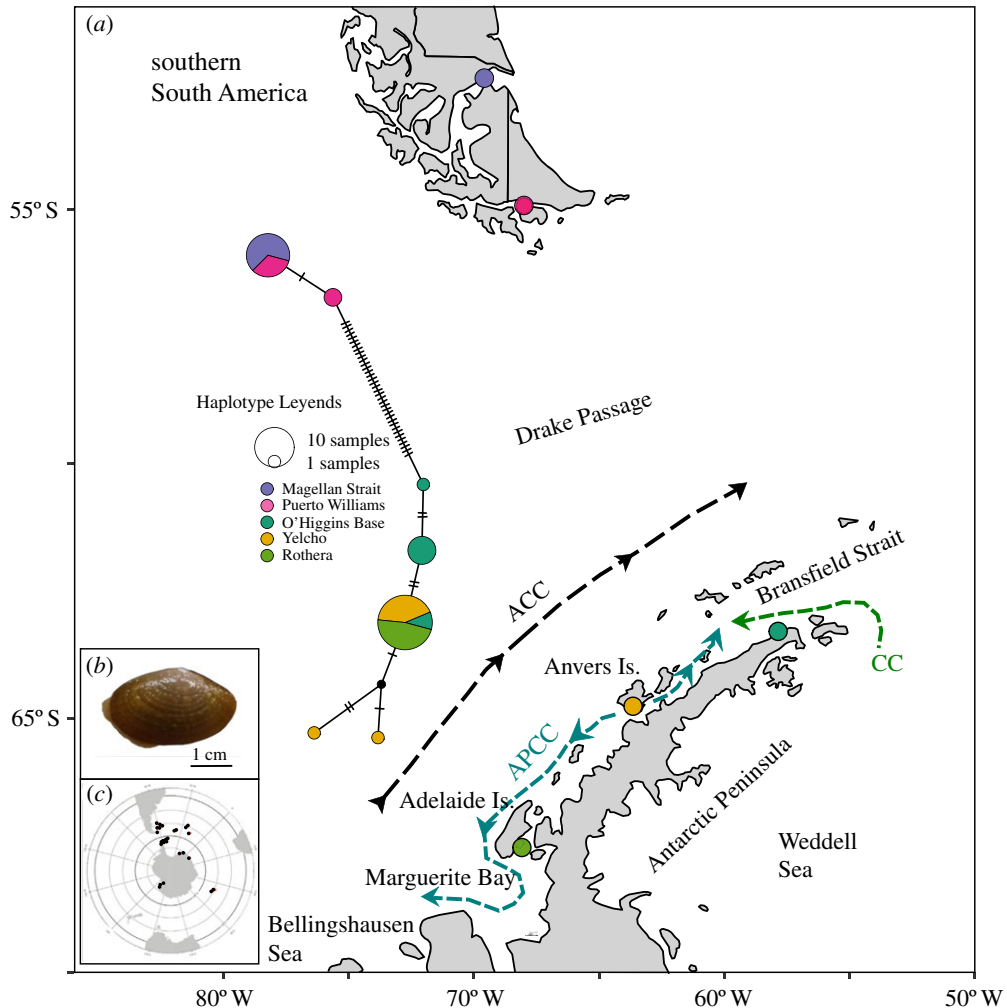 (a)
southern
South America
55° S
Haplotype Leyends
10 samples
1 samples
Magellan Strait
Puerto Williams
O'Higgins Base
Yelcho
Rothera
Drake Passage
ACC
Bransfield Strait
CC
Anvers Is.
65° S
APCC
Adelaide Is.
Antarctic Peninsula
Weddell
Sea
Marguerite Bay
Bellingshausen
Sea
(b)
1 cm
(c)
80° W
70° W
60° W
50° W